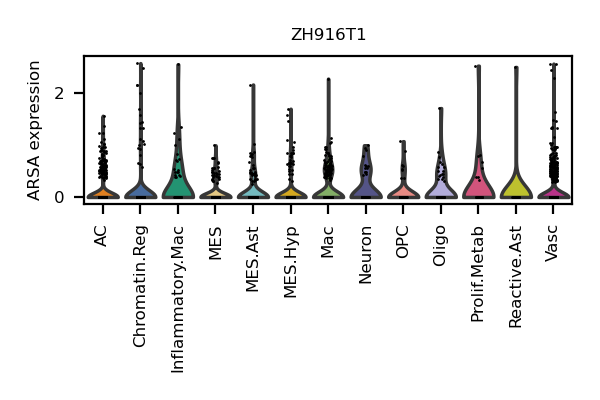 ZH916T1
ARSA expression
2
0
AC
Chromatin.Reg
Inflammatory.Mac
MES
MES.Ast
MES.Hyp
Mac
Neuron
OPC
Oligo
Prolif.Metab
Reactive.Ast
Vasc